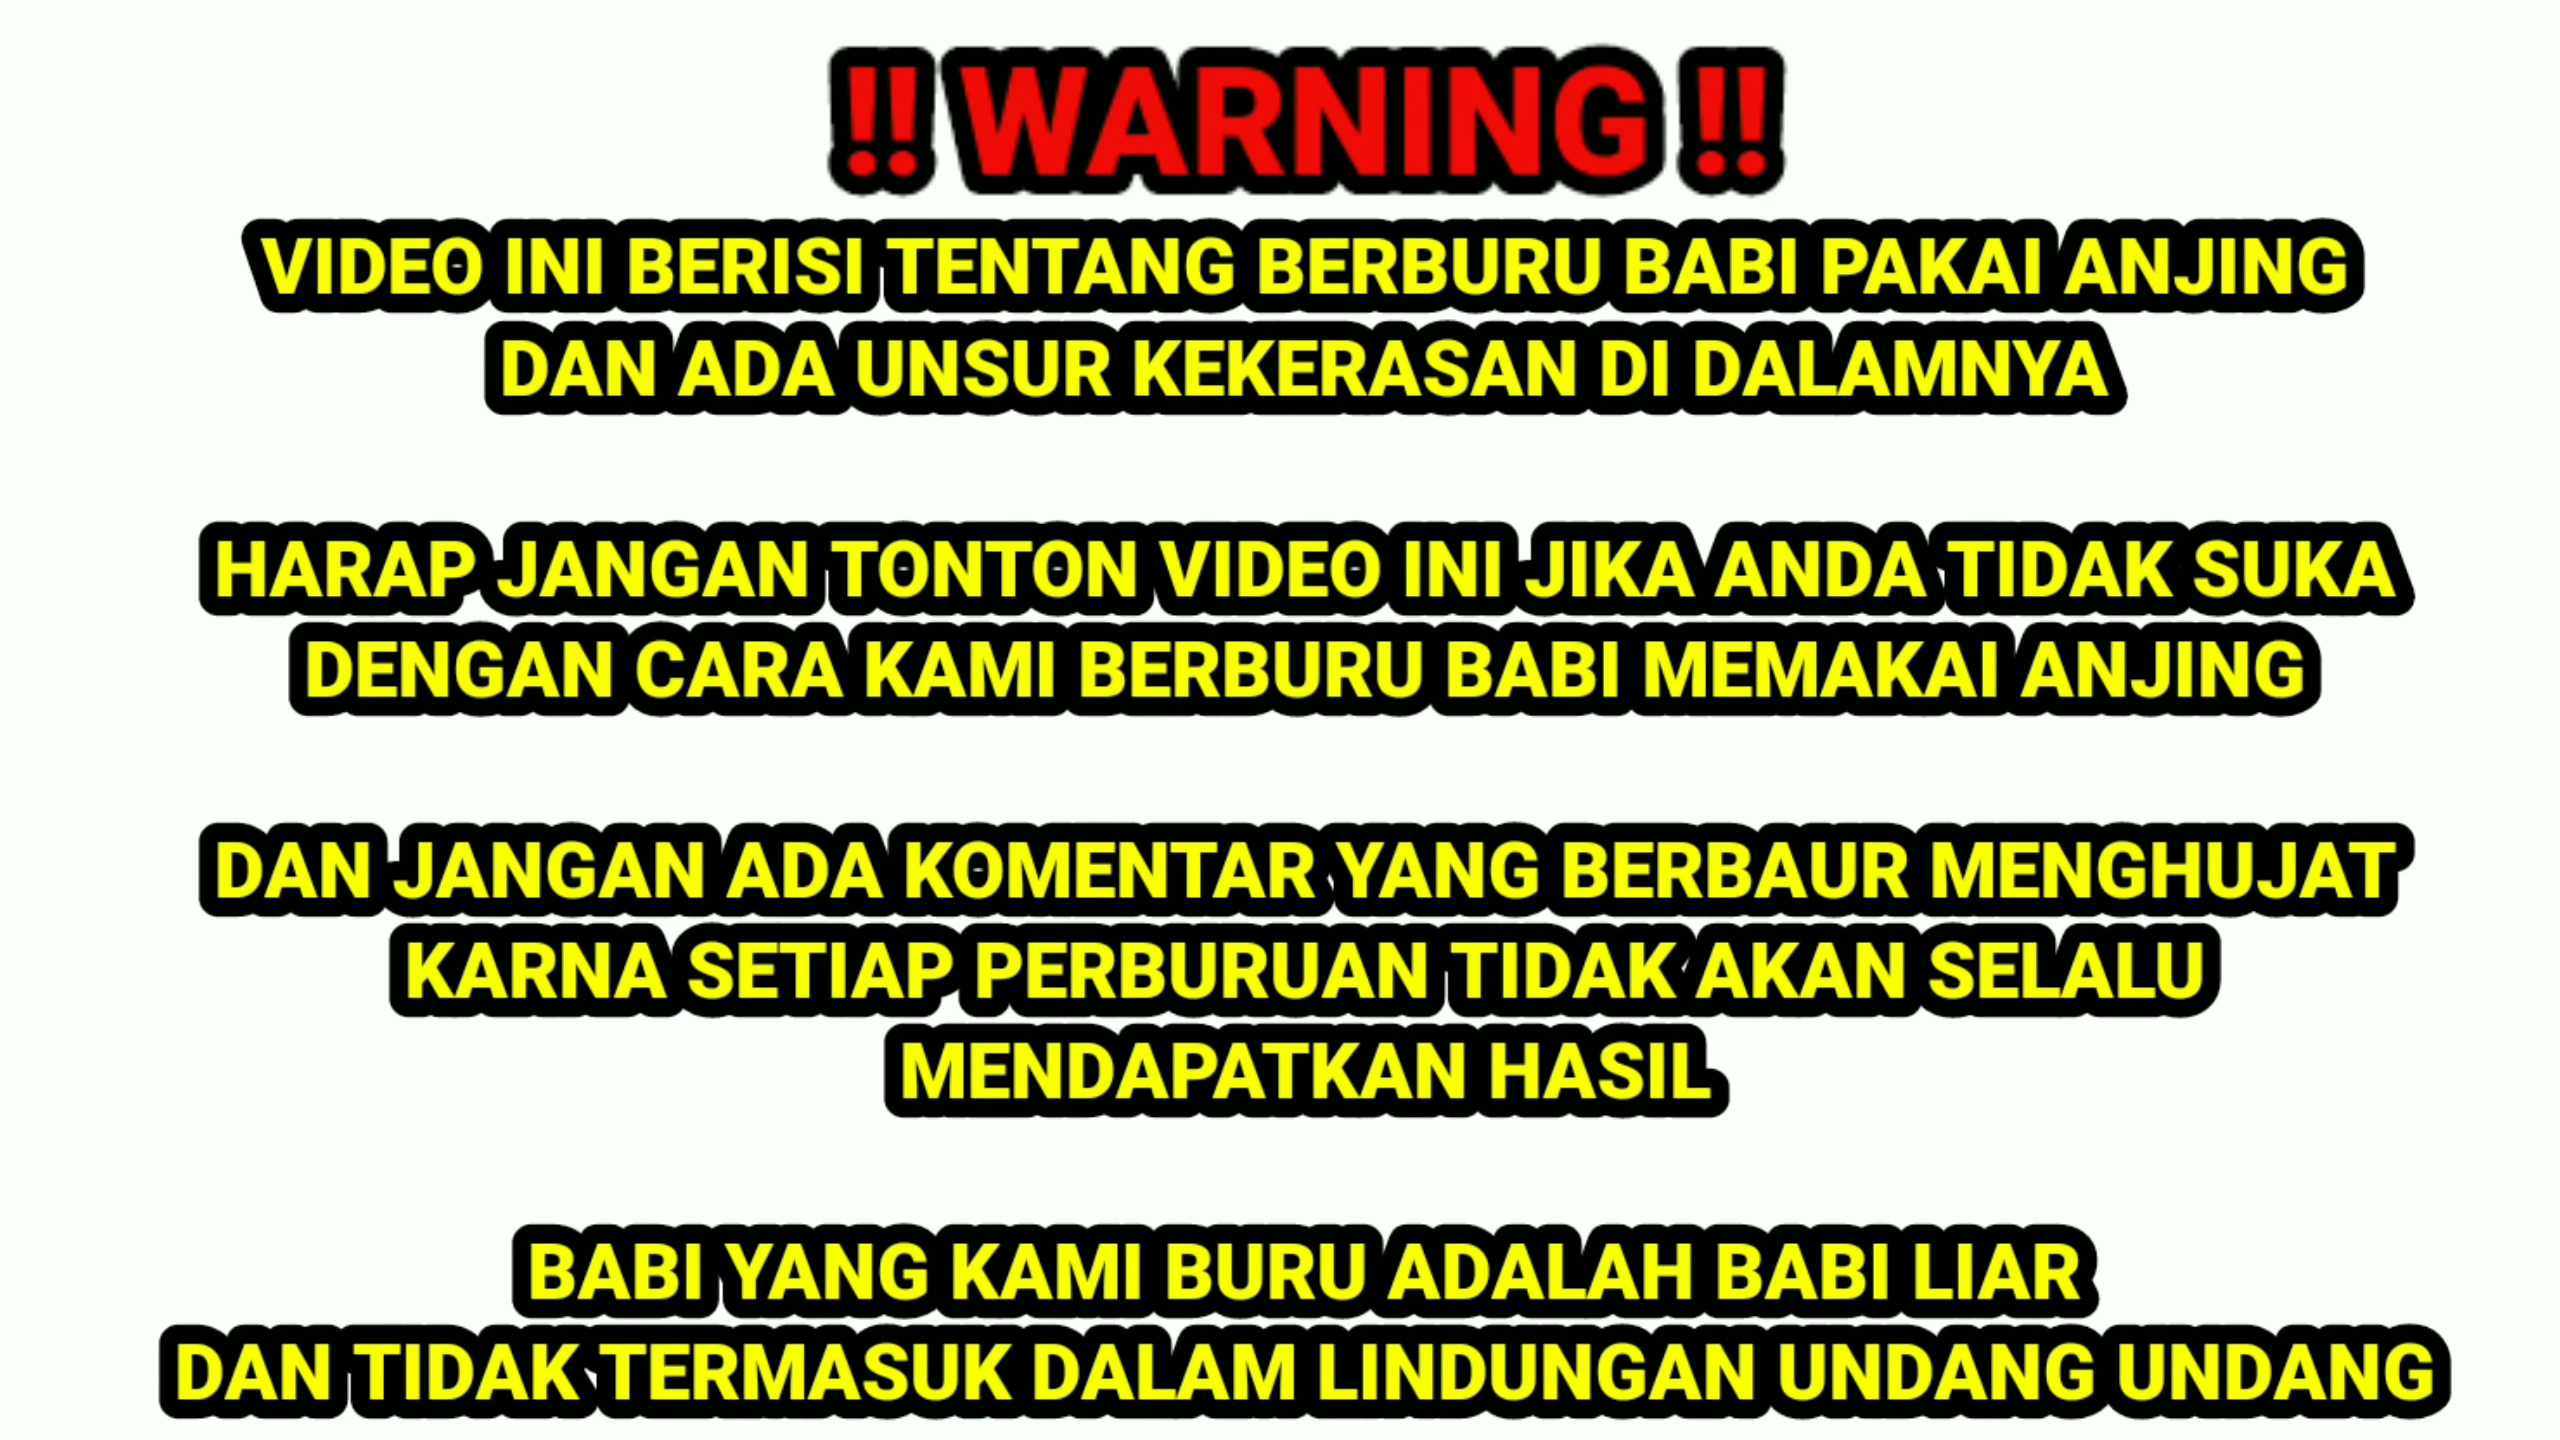 ‼WARNING‼
VIDEO INI BERISI TENTANG BERBURU BABI PAKAI ANJING
DAN ADA UNSUR KEKERASAN DI DALAMNYA
HARAP JANGAN TONTON VIDEO INI JIKA ANDA TIDAK SUKA
DENGAN CARA KAMI BERBURU BABI MEMAKAI ANJING
DAN JANGAN ADA KOMENTAR YANG BERBAUR MENGHUJAT
KARNA SETIAP PERBURUAN TIDAK AKAN SELALU
MENDAPATKAN HASIL
BABI YANG KAMI BURU ADALAH BABI LIAR
DAN TIDAK TERMASUK DALAM LINDUNGAN UNDANG UNDANG